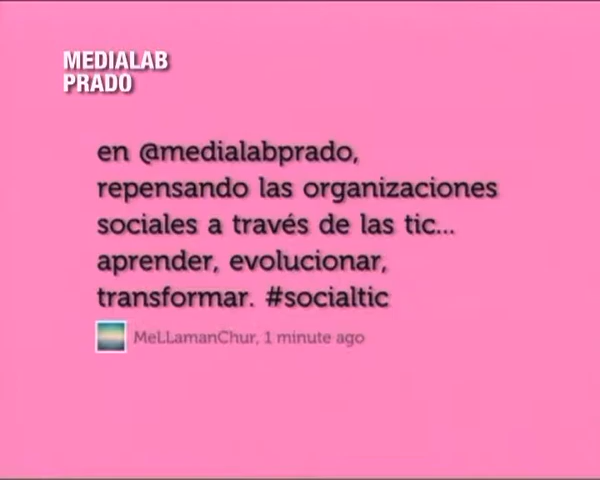 MEDIALAB
PRADO
en @medialabprado,
repensando las organizaciones
sociales a través de las tic...
aprender, evolucionar,
transformar. #socialtic
MeLLamanChur, 1 minute ago